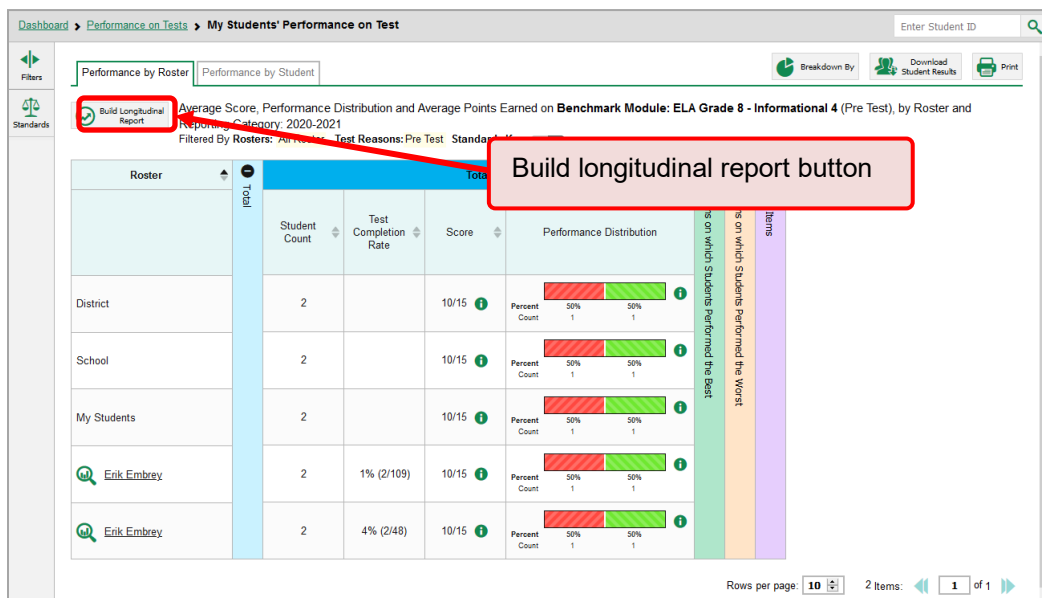 Dashboard > Performance on Tests > My Students' Performance on Test
Enter Student ID
Filters
Standards
Performance by Roster
Performance by Student
Breakdown By
Download
Student Results
Print
Build Longitudinal
Report
Average Score, Performance Distribution and Average Points Earned on Benchmark Module: ELA Grade 8 - Informational 4 (Pre Test), by Roster and
Reporting Category: 2020-2021
Filtered By Rosters: All Roster Test Reasons: Pre Test
Build longitudinal report button
Roster
Total
Student
Count
Test
Completion
Rate
Score
Performance Distribution
on which Students Performed the Best
on which Students Performed the Worst
Items
District 2 10/15
Percent 50% 50%
Count 1 1
School 2 10/15
Percent 50% 50%
Count 1 1
My Students 2 10/15
Percent 50% 50%
Count 1 1
Erik Embrey 2 1% (2/109) 10/15
Percent 50% 50%
Count 1 1
Erik Embrey 2 4% (2/48) 10/15
Percent 50% 50%
Count 1 1
Rows per page: 10 2 Items: 1 of 1